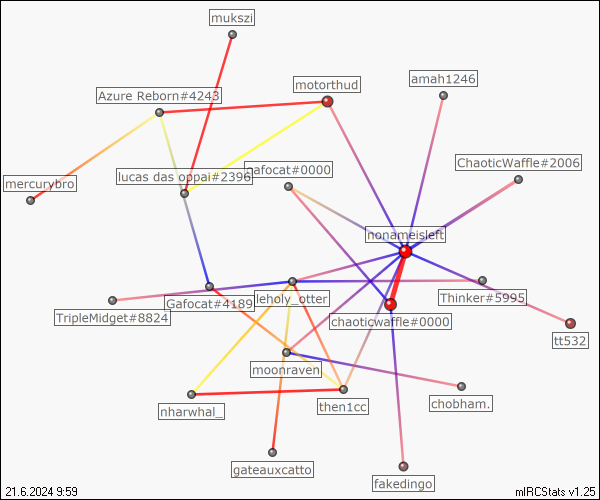 mukszi
amah1246
motorthud
Azure Reborn#4243
ChaoticWaffle#2006
gafocat#0000
lucas das oppai#2396
mercurybro
nonameisleft
Thinker#5995
leholy_otter
Gafocat#4189
TripleMidget#8824
chaoticwaffle#0000
tt532
moonraven
chobham.
then1cc
nharwhal_
gateauxcatto
fakedingo
21.6.2024 9:59
mIRCStats v1.25